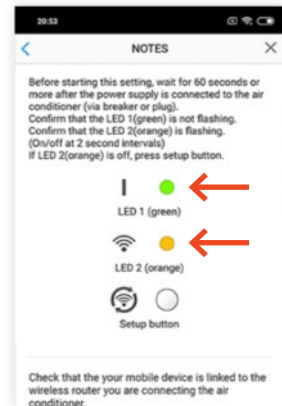 20:53
NOTES
Before starting this setting, wait for 60 seconds or
more after the power supply is connected to the air
conditioner (via breaker or plug).
Confirm that the LED 1(green) is not flashing.
Confirm that the LED 2(orange) is flashing.
(On/off at 2 second intervals)
If LED 2(orange) is off, press setup button.
LED 1 (green)
LED 2 (orange)
Setup button
Check that the your mobile device is linked to the
wireless router you are connecting the air
conditioner.